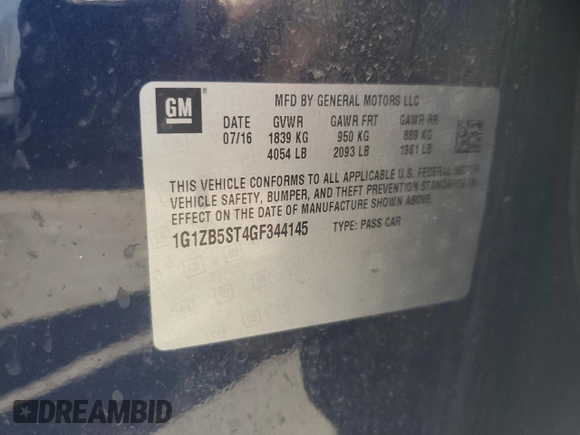 GM
MFD BY GENERAL MOTORS LLC
DATE GVWR GAWR FRT GAWR RR
07/16 1839 KG 950 KG 889 KG
4054 LB 2093 LB 1961 LB
THIS VEHICLE CONFORMS TO ALL APPLICABLE U.S. FEDERAL MOTOR
VEHICLE SAFETY, BUMPER, AND THEFT PREVENTION STANDARDS IN
EFFECT ON THE DATE OF MANUFACTURE SHOWN ABOVE.
1G1ZB5ST4GF344145 TYPE: PASS CAR
DREAMBID